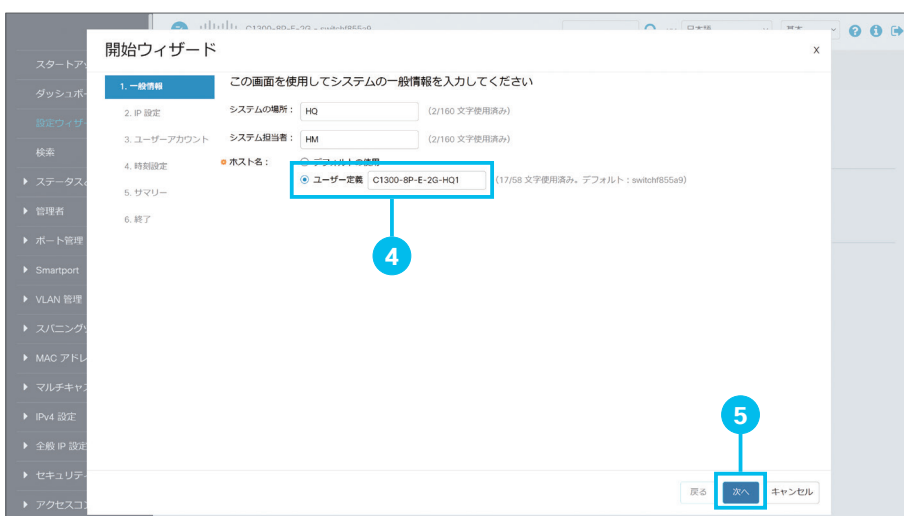 C1300-8P-E-2G - switchf855a9
日本語
基本
開始ウィザード
x
スタートア
ダッシュボー
設定ウィザー
検索
ステータス
管理者
ポート管理
Smartport
VLAN 管理
スパニング
MAC アドレ
マルチキャス
IPv4 設定
全般 IP 設定
セキュリティ
アクセスコン
1. 一般情報
2. IP 設定
3. ユーザーアカウント
4. 時刻設定
5. サマリー
6. 終了
この画面を使用してシステムの一般情報を入力してください
システムの場所： HQ (2/160 文字使用済み)
システム担当者： HM (2/160 文字使用済み)
ホスト名： デフォルトの使用
ユーザー定義 C1300-8P-E-2G-HQ1 (17/58 文字使用済み。デフォルト：switchf855a9)
4
5
戻る 次へ キャンセル